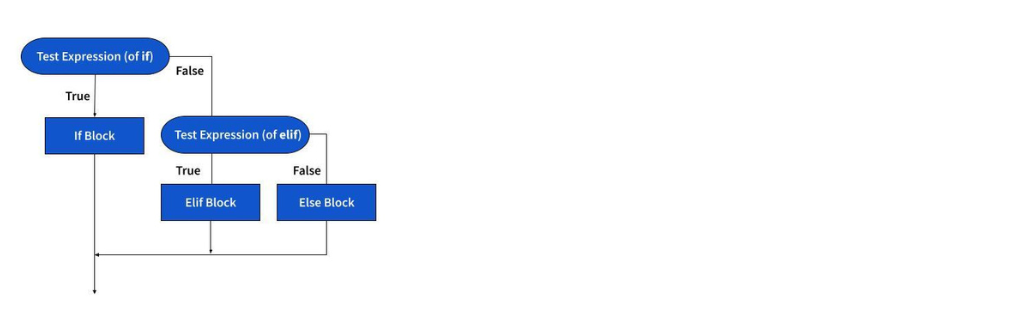 Test Expression (of if)
False
True
If Block
Test Expression (of elif)
True
False
Elif Block
Else Block